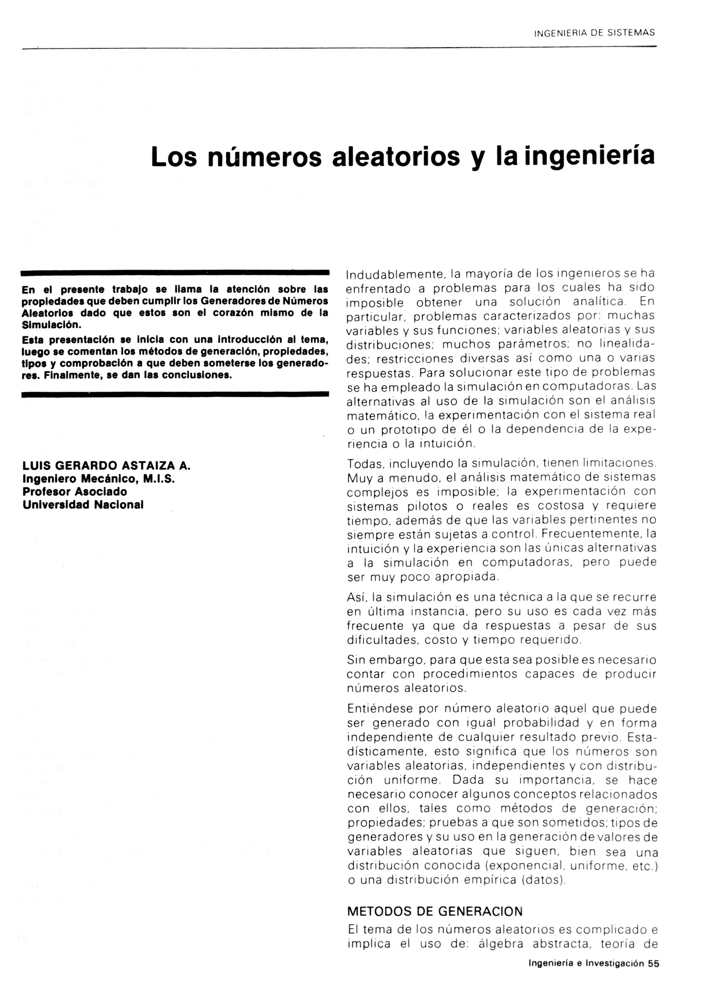 INGENIERIA DE SISTEMAS
Los números aleatorios y la ingeniería
En el presente trabajo se llama la atención sobre las
propiedades que deben cumplir los Generadores de Números
Aleatorios dado que estos son el corazón mismo de la
Simulación.
Esta presentación se inicia con una introducción al tema,
luego se comentan los métodos de generación, propiedades,
tipos y comprobación a que deben someterse los generado-
res. Finalmente, se dan las conclusiones.
LUIS GERARDO ASTAIZA A.
Ingeniero Mecánico, M.I.S.
Profesor Asociado
Universidad Nacional
Indudablemente, la mayoría de los ingenieros se ha
enfrentado a problemas para los cuales ha sido
imposible obtener una solución analítica. En
particular, problemas caracterizados por: muchas
variables y sus funciones; variables aleatorias y sus
distribuciones; muchos parámetros; no linealida-
des; restricciones diversas así como una o varias
respuestas. Para solucionar este tipo de problemas
se ha empleado la simulación en computadoras. Las
alternativas al uso de la simulación son el análisis
matemático, la experimentación con el sistema real
o un prototipo de él o la dependencia de la expe-
riencia o la intuición.
Todas, incluyendo la simulación, tienen limitaciones.
Muy a menudo, el análisis matemático de sistemas
complejos es imposible; la experimentación con
sistemas pilotos o reales es costosa y requiere
tiempo, además de que las variables pertinentes no
siempre están sujetas a control. Frecuentemente, la
intuición y la experiencia son las únicas alternativas
a la simulación en computadoras, pero puede
ser muy poco apropiada.
Así, la simulación es una técnica a la que se recurre
en última instancia, pero su uso es cada vez más
frecuente ya que da respuestas a pesar de sus
dificultades, costo y tiempo requerido.
Sin embargo, para que esta sea posible es necesario
contar con procedimientos capaces de producir
números aleatorios.
Entiéndese por número aleatorio aquel que puede
ser generado con igual probabilidad y en forma
independiente de cualquier resultado previo. Esta-
dísticamente, esto significa que los números son
variables aleatorias, independientes y con distribu-
ción uniforme. Dada su importancia, se hace
necesario conocer algunos conceptos relacionados
con ellos, tales como métodos de generación;
propiedades; pruebas a que son sometidos; tipos de
generadores y su uso en la generación de valores de
variables aleatorias que siguen, bien sea una
distribución conocida (exponencial, uniforme, etc.)
o una distribución empírica (datos).
METODOS DE GENERACION
El tema de los números aleatorios es complicado e
implica el uso de: álgebra abstracta, teoría de
Ingeniería e Investigación 55